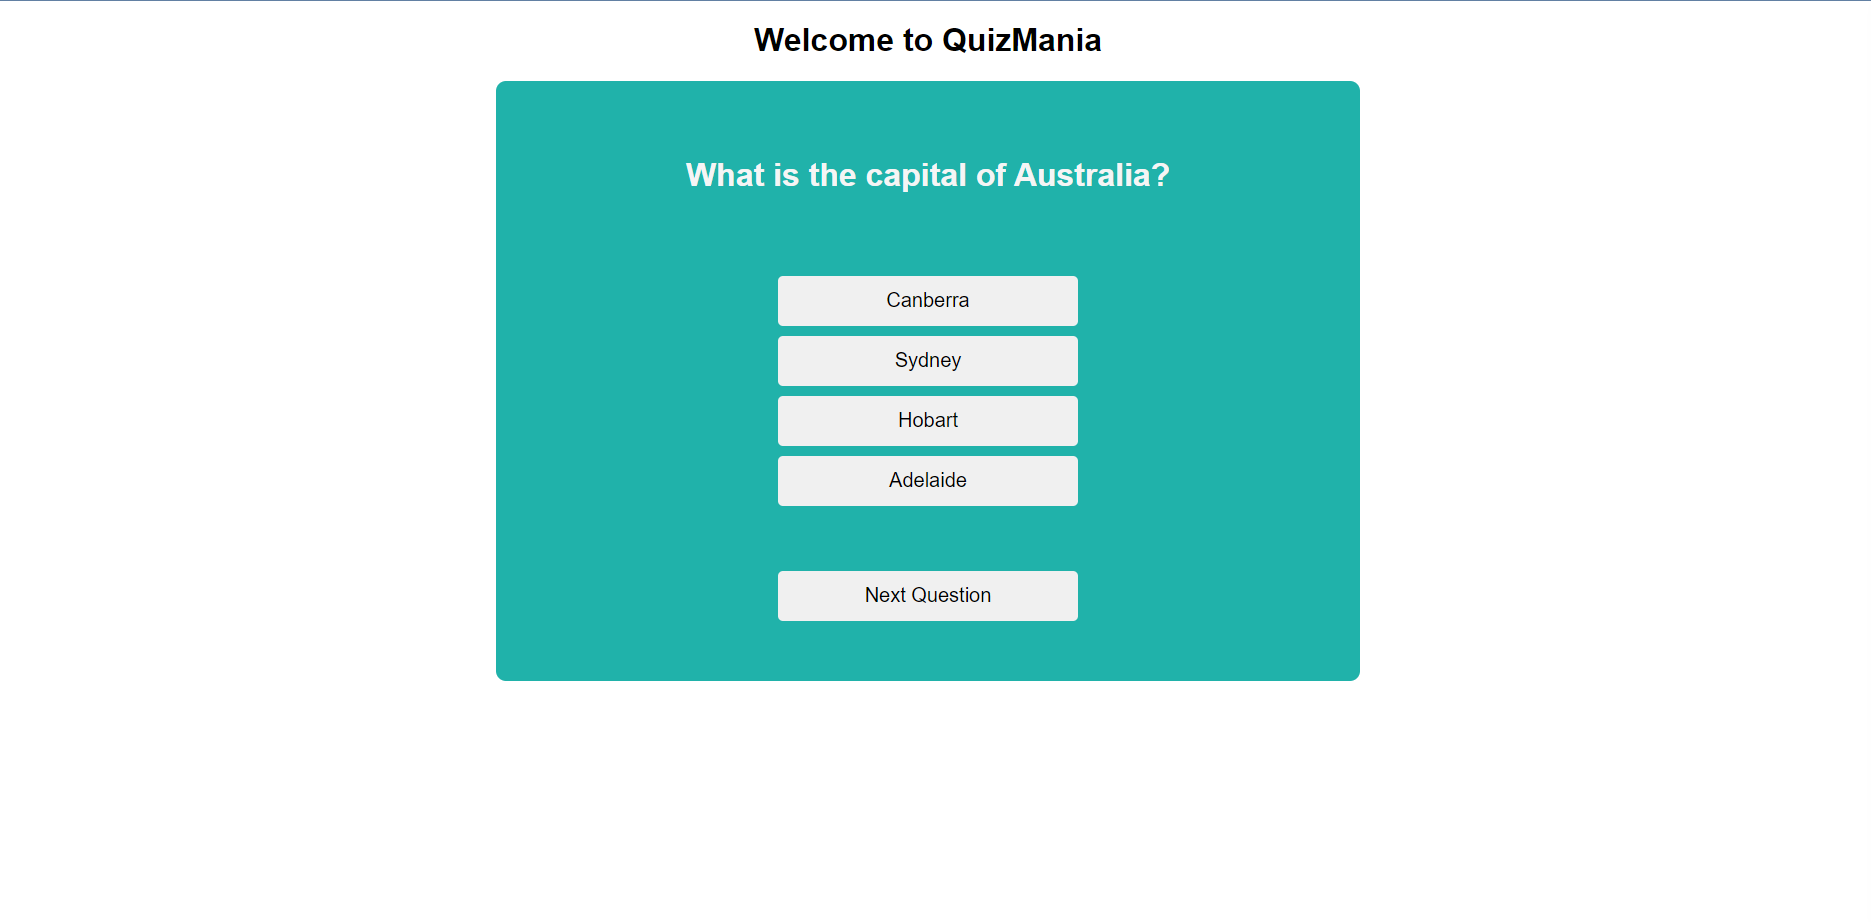 Welcome to QuizMania
What is the capital of Australia?
Canberra
Sydney
Hobart
Adelaide
Next Question